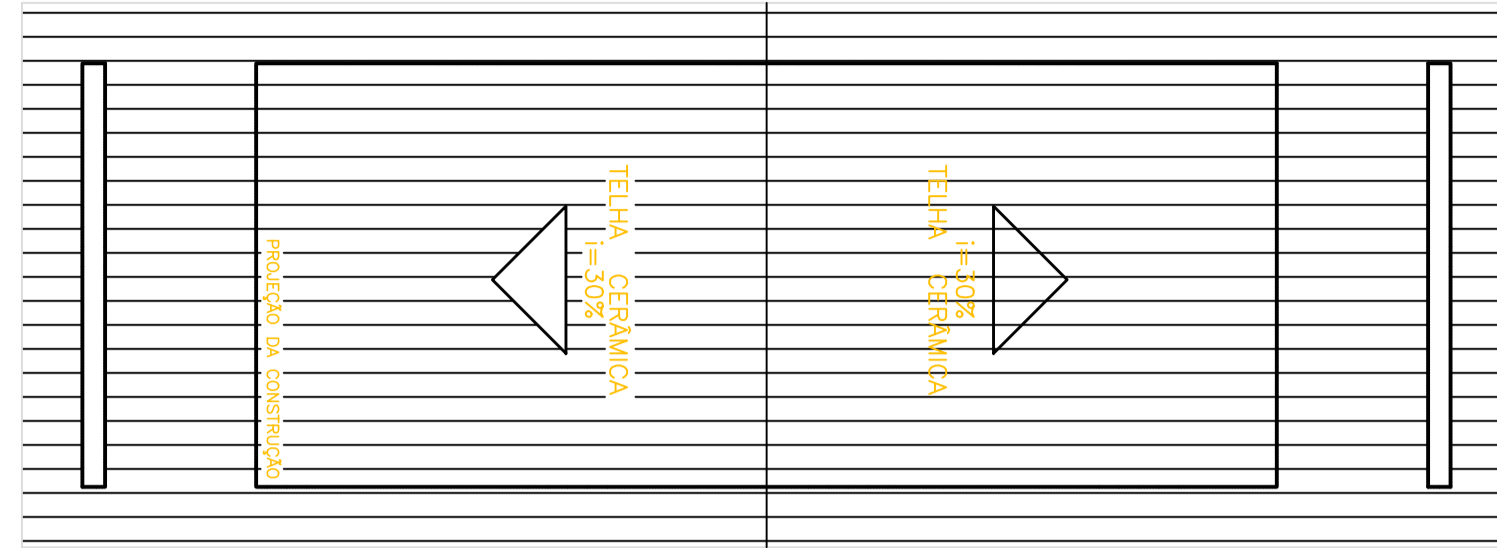 TELHA CERÂMICA
i=30%
TELHA CERÂMICA
i=30%
PROJEÇÃO DA CONSTRUÇÃO